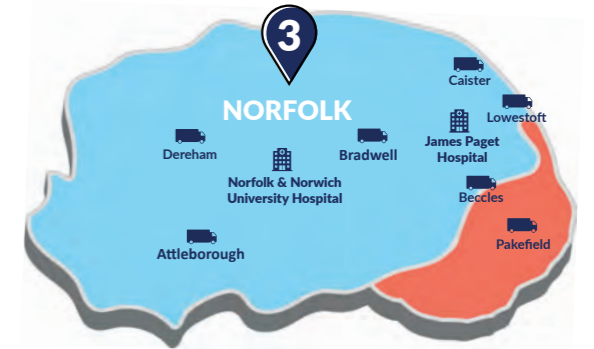 3
NORFOLK
Caister
Lowestoft
James Paget
Hospital
Dereham
Bradwell
Norfolk & Norwich
University Hospital
Beccles
Pakefield
Attleborough